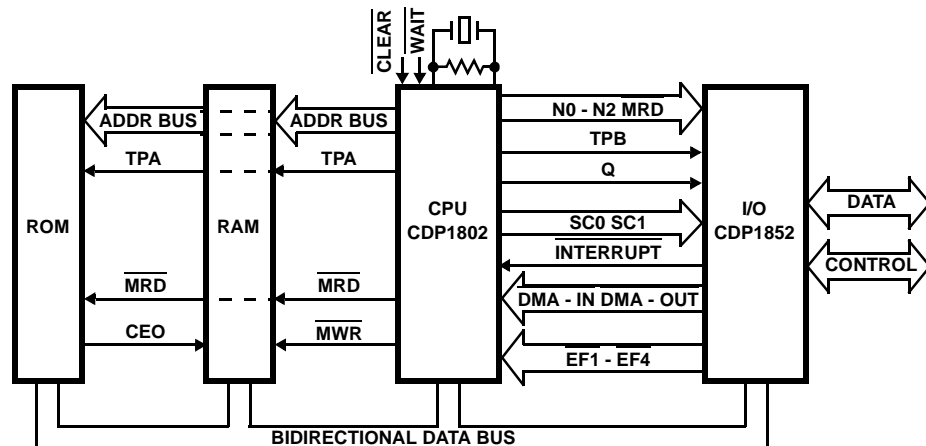 CLEAR
WAIT
ADDR BUS
ADDR BUS
N0 - N2 MRD
TPB
TPA
TPA
Q
ROM
RAM
CPU
CDP1802
I/O
CDP1852
DATA
SC0 SC1
INTERRUPT
CONTROL
MRD
MRD
DMA - IN DMA - OUT
CEO
MWR
EF1 - EF4
BIDIRECTIONAL DATA BUS